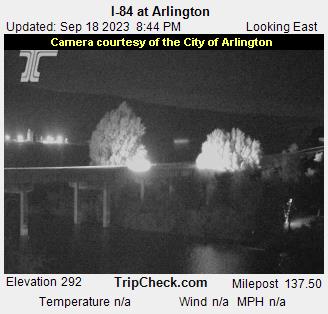 I-84 at Arlington
Updated: Sep 18 2023 8:44 PM Looking East
Camera courtesy of the City of Arlington
Elevation 292 TripCheck.com Milepost 137.50
Temperature n/a Wind n/a MPH n/a